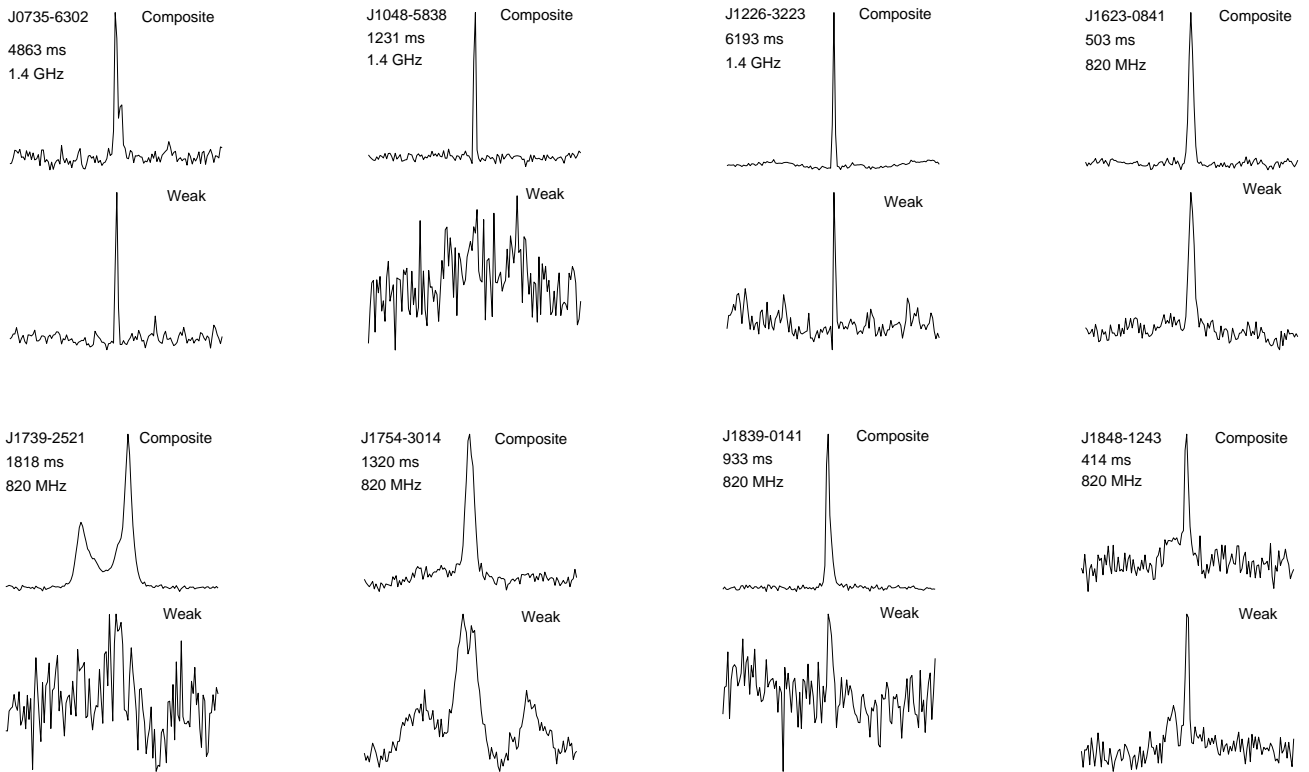 J0735-6302 Composite
4863 ms
1.4 GHz
Weak
J1048-5838 Composite
1231 ms
1.4 GHz
Weak
J1226-3223 Composite
6193 ms
1.4 GHz
Weak
J1623-0841 Composite
503 ms
820 MHz
Weak
J1739-2521 Composite
1818 ms
820 MHz
Weak
J1754-3014 Composite
1320 ms
820 MHz
Weak
J1839-0141 Composite
933 ms
820 MHz
Weak
J1848-1243 Composite
414 ms
820 MHz
Weak